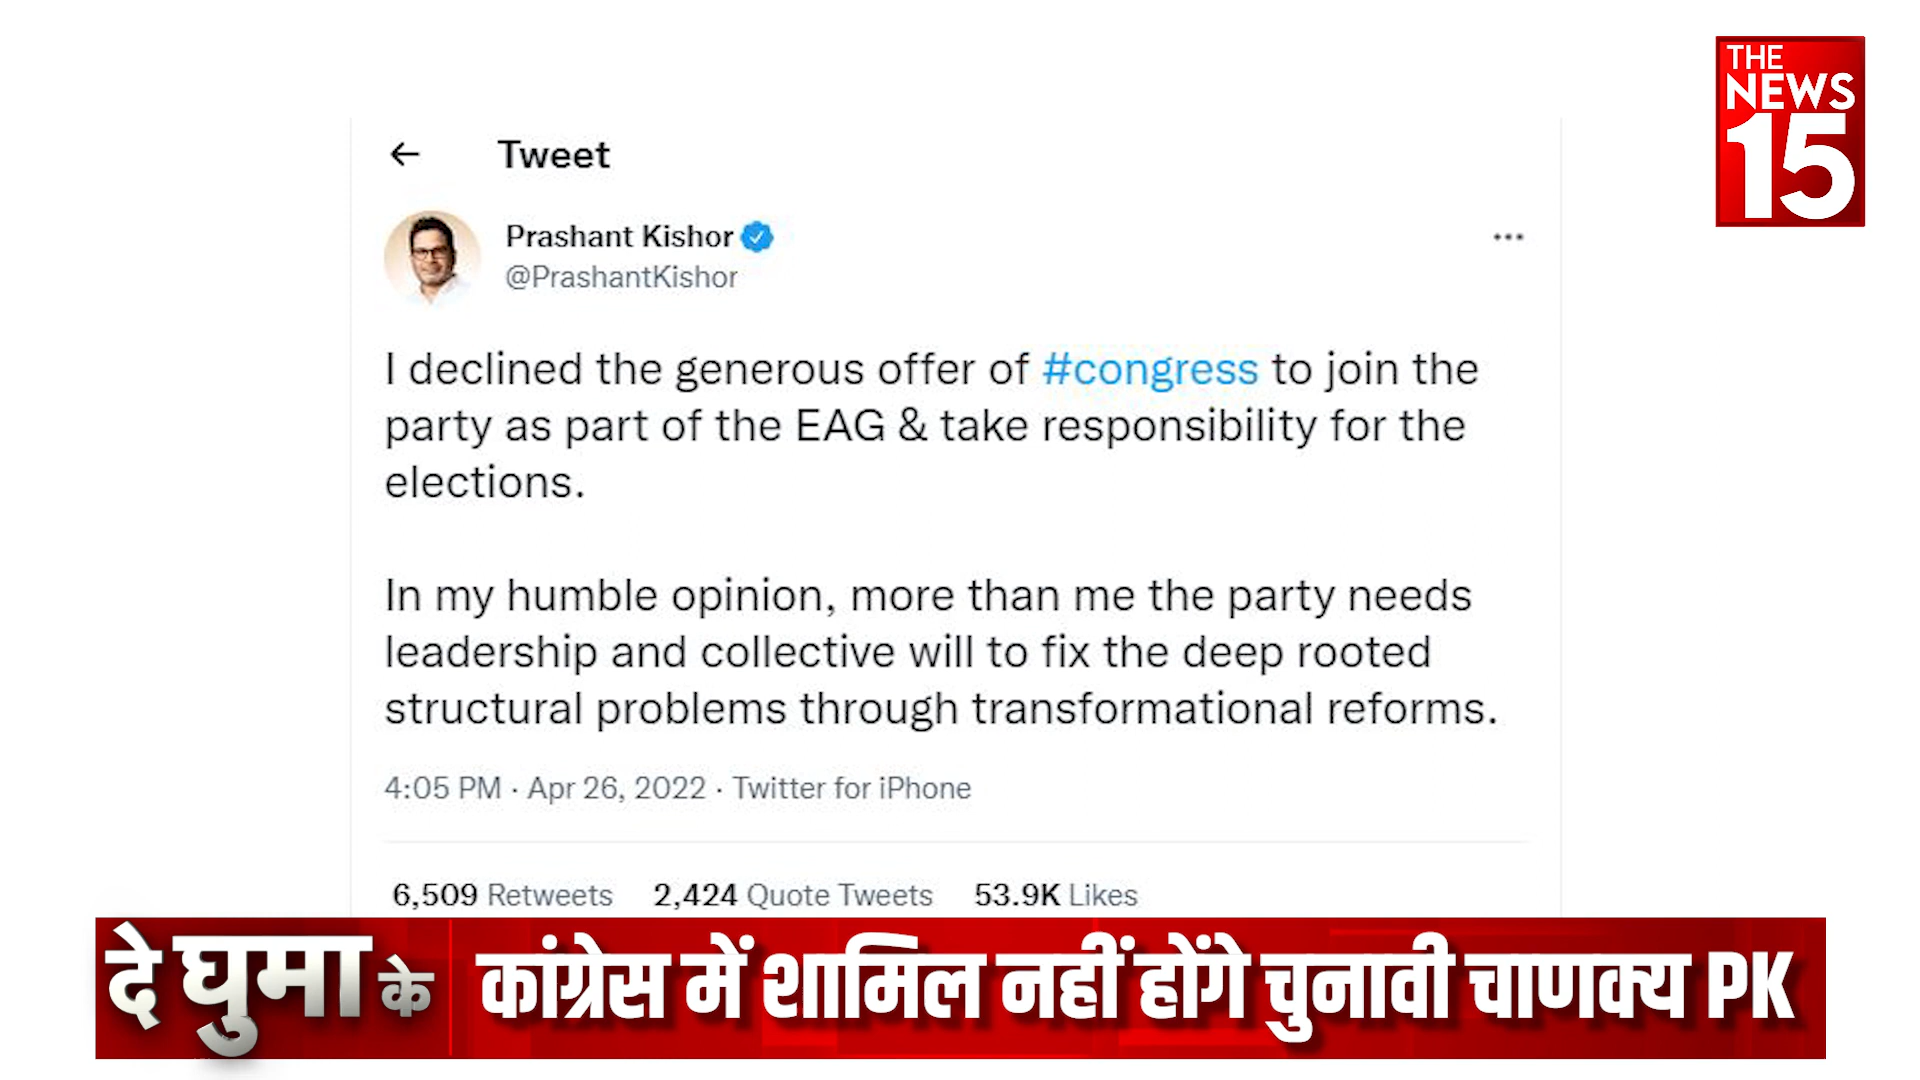 THE
NEWS
15
← Tweet
Prashant Kishor
@PrashantKishor
I declined the generous offer of #congress to join the
party as part of the EAG & take responsibility for the
elections.
In my humble opinion, more than me the party needs
leadership and collective will to fix the deep rooted
structural problems through transformational reforms.
4:05 PM · Apr 26, 2022 · Twitter for iPhone
6,509 Retweets 2,424 Quote Tweets 53.9K Likes
दे घुमा के
कांग्रेस में शामिल नहीं होंगे चुनावी चाणक्य PK